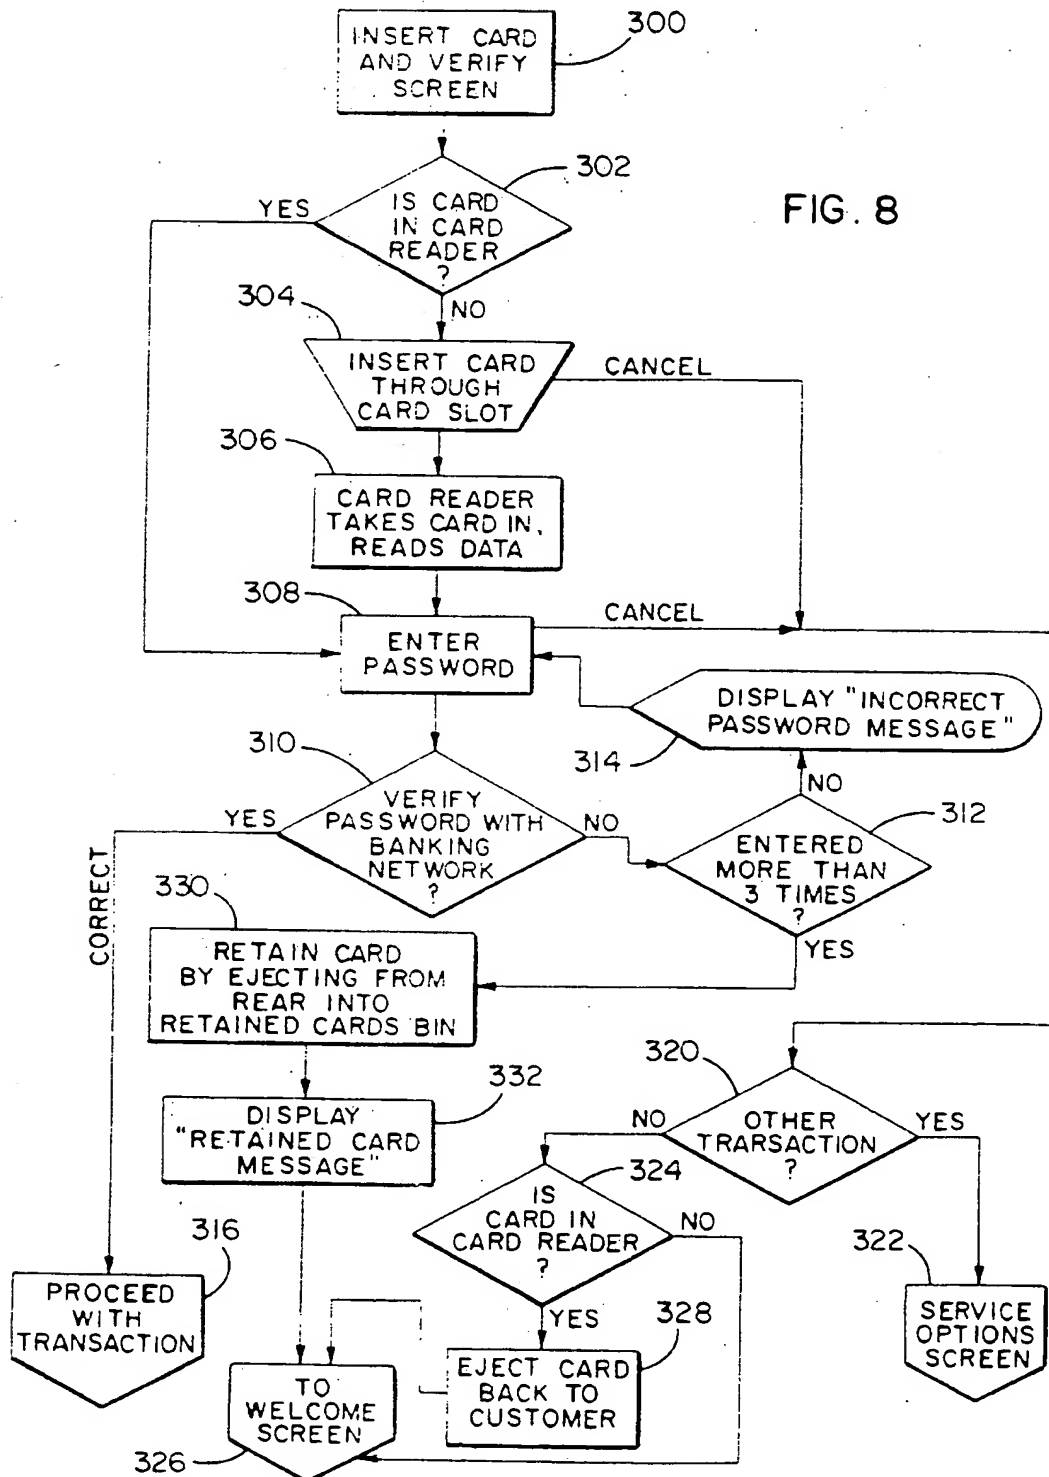 300
INSERT CARD
AND VERIFY
SCREEN
302
FIG. 8
YES
IS CARD
IN CARD
READER
?
304
NO
INSERT CARD
THROUGH
CARD SLOT
CANCEL
306
CARD READER
TAKES CARD IN,
READS DATA
308
CANCEL
ENTER
PASSWORD
DISPLAY "INCORRECT
PASSWORD MESSAGE"
314
310
NO
312
YES
VERIFY
PASSWORD WITH
BANKING
NETWORK
?
NO
ENTERED
MORE THAN
3 TIMES
?
CORRECT
330
YES
RETAIN CARD
BY EJECTING FROM
REAR INTO
RETAINED CARDS BIN
332
320
DISPLAY
"RETAINED CARD
MESSAGE"
NO
OTHER
TRARSACTION
?
YES
324
IS
CARD IN
CARD READER
?
NO
316
322
PROCEED
WITH
TRANSACTION
YES
328
SERVICE
OPTIONS
SCREEN
EJECT CARD
BACK TO
CUSTOMER
TO
WELCOME
SCREEN
326